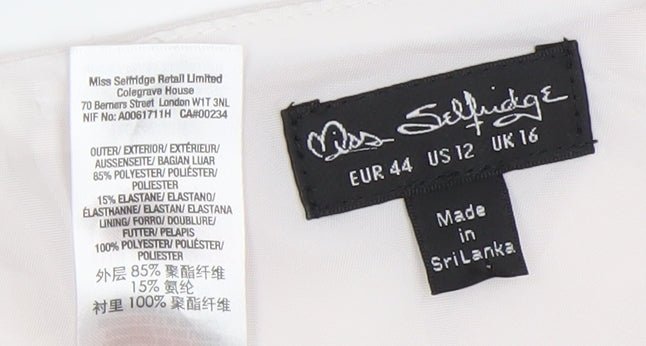 Miss Selfridge Retail Limited
Colegrave House
70 Berners Street London W1T 3NL
NIF No: A0061711H CA#00234
OUTER/ EXTERIOR/ EXTÉRIEUR/
AUSSENSEITE/ BAGIAN LUAR
85% POLYESTER/ POLIÉSTER/
POLIESTER
15% ELASTANE/ ELASTANO/
ÉLASTHANNE/ ELASTAN/ ELASTANA
LINING/ FORRO/ DOUBLURE/
FUTTER/ PELAPIS
100% POLYESTER/ POLIÉSTER/
POLIESTER
外层 85% 聚酯纤维
15% 氨纶
衬里 100% 聚酯纤维
Miss Selfridge
EUR 44 US 12 UK 16
Made
in
Sri Lanka